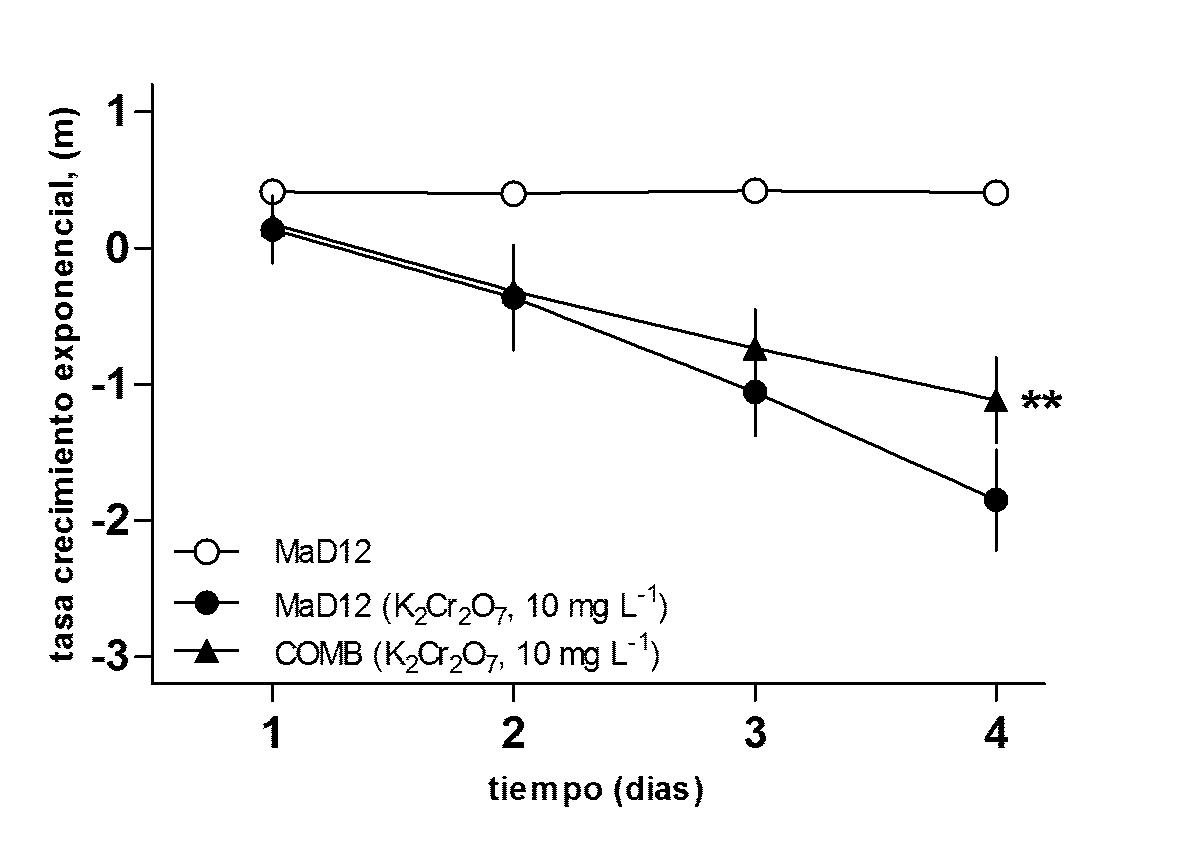 tasa crecimiento exponencial, (m)
1
0
-1
-2
-3
**
MaD12
MaD12 (K₂Cr₂O₇, 10 mg L⁻¹)
COMB (K₂Cr₂O₇, 10 mg L⁻¹)
1 2 3 4
tiempo (dias)